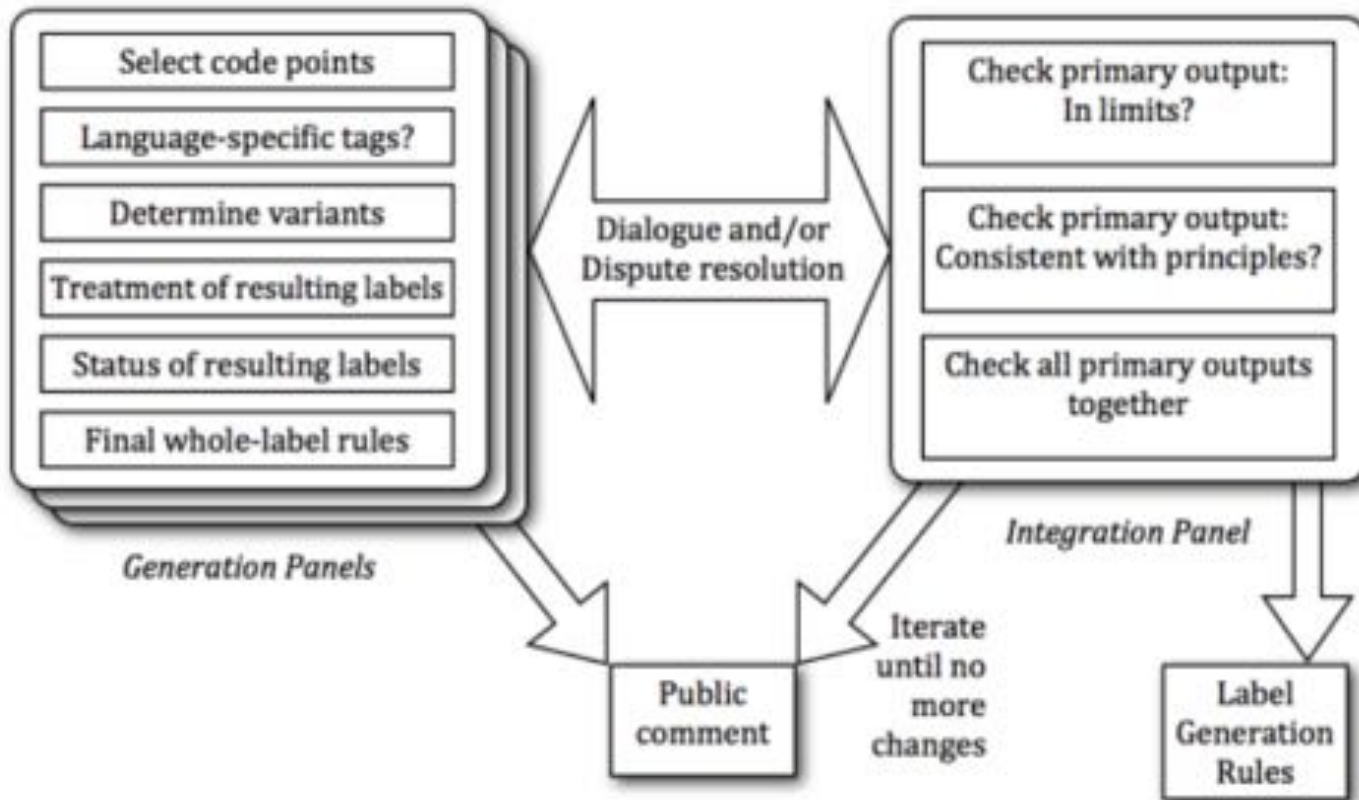 Select code points
Language-specific tags?
Determine variants
Treatment of resulting labels
Status of resulting labels
Final whole-label rules
Generation Panels
Dialogue and/or
Dispute resolution
Check primary output:
In limits?
Check primary output:
Consistent with principles?
Check all primary outputs
together
Integration Panel
Public
comment
Iterate
until no
more
changes
Label
Generation
Rules